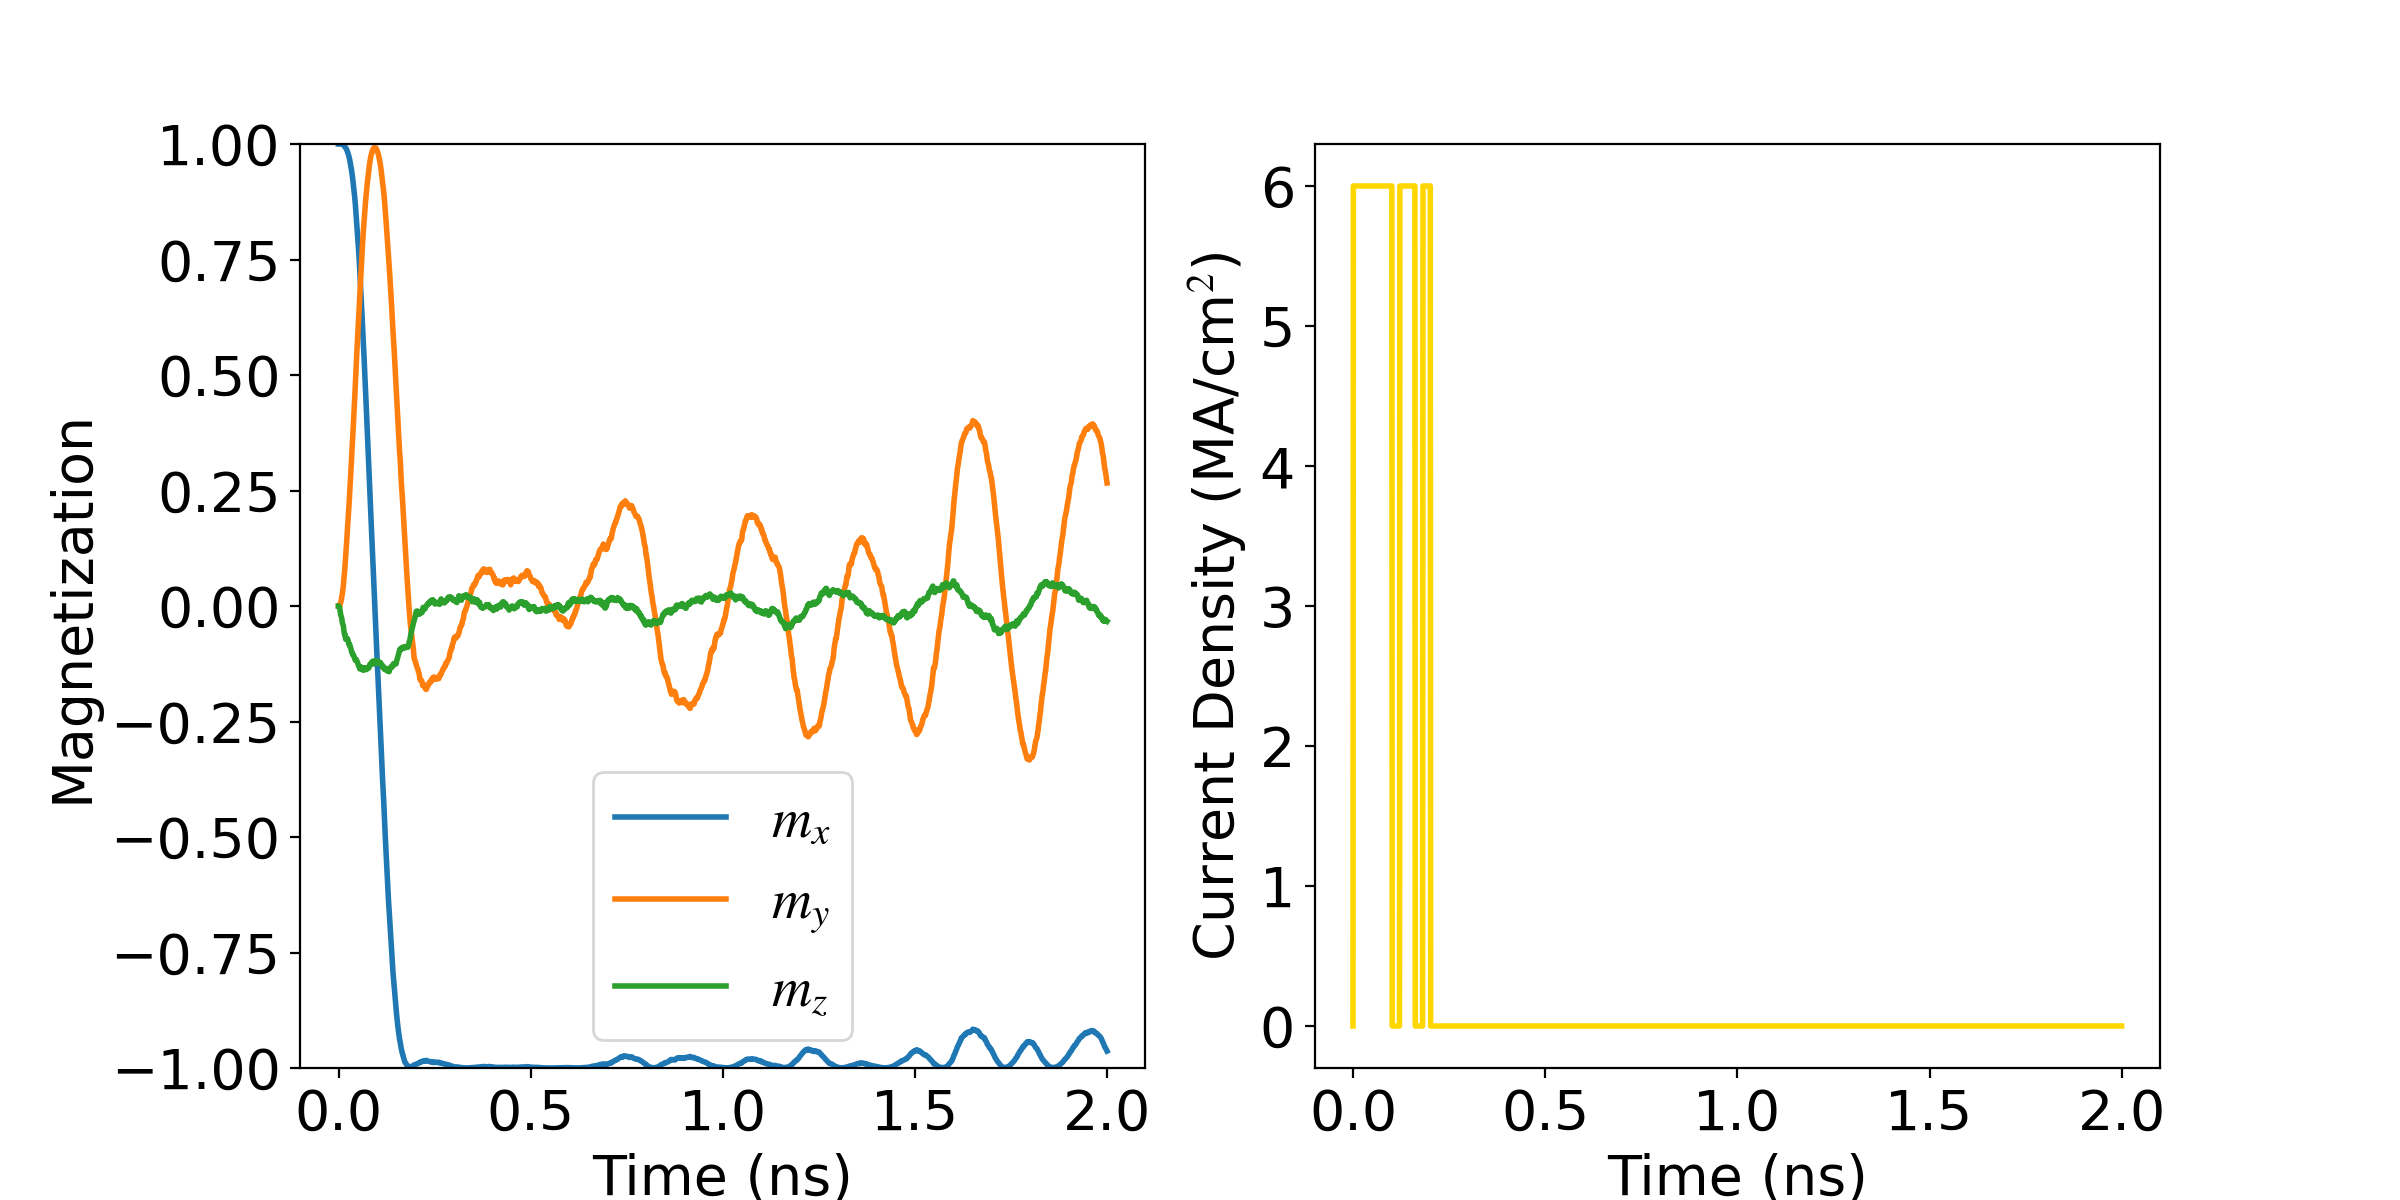 Magnetization
1.00
0.75
0.50
0.25
0.00
−0.25
−0.50
−0.75
−1.00
m_x
m_y
m_z
0.0 0.5 1.0 1.5 2.0
Time (ns)
Current Density (MA/cm²)
6
5
4
3
2
1
0
0.0 0.5 1.0 1.5 2.0
Time (ns)